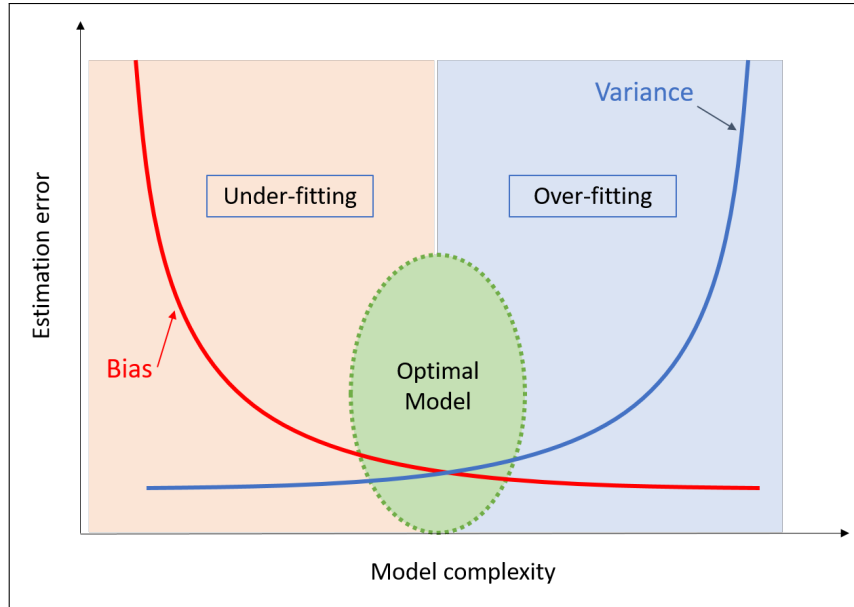 Variance
Under-fitting
Over-fitting
Estimation error
Bias
Optimal
Model
Model complexity